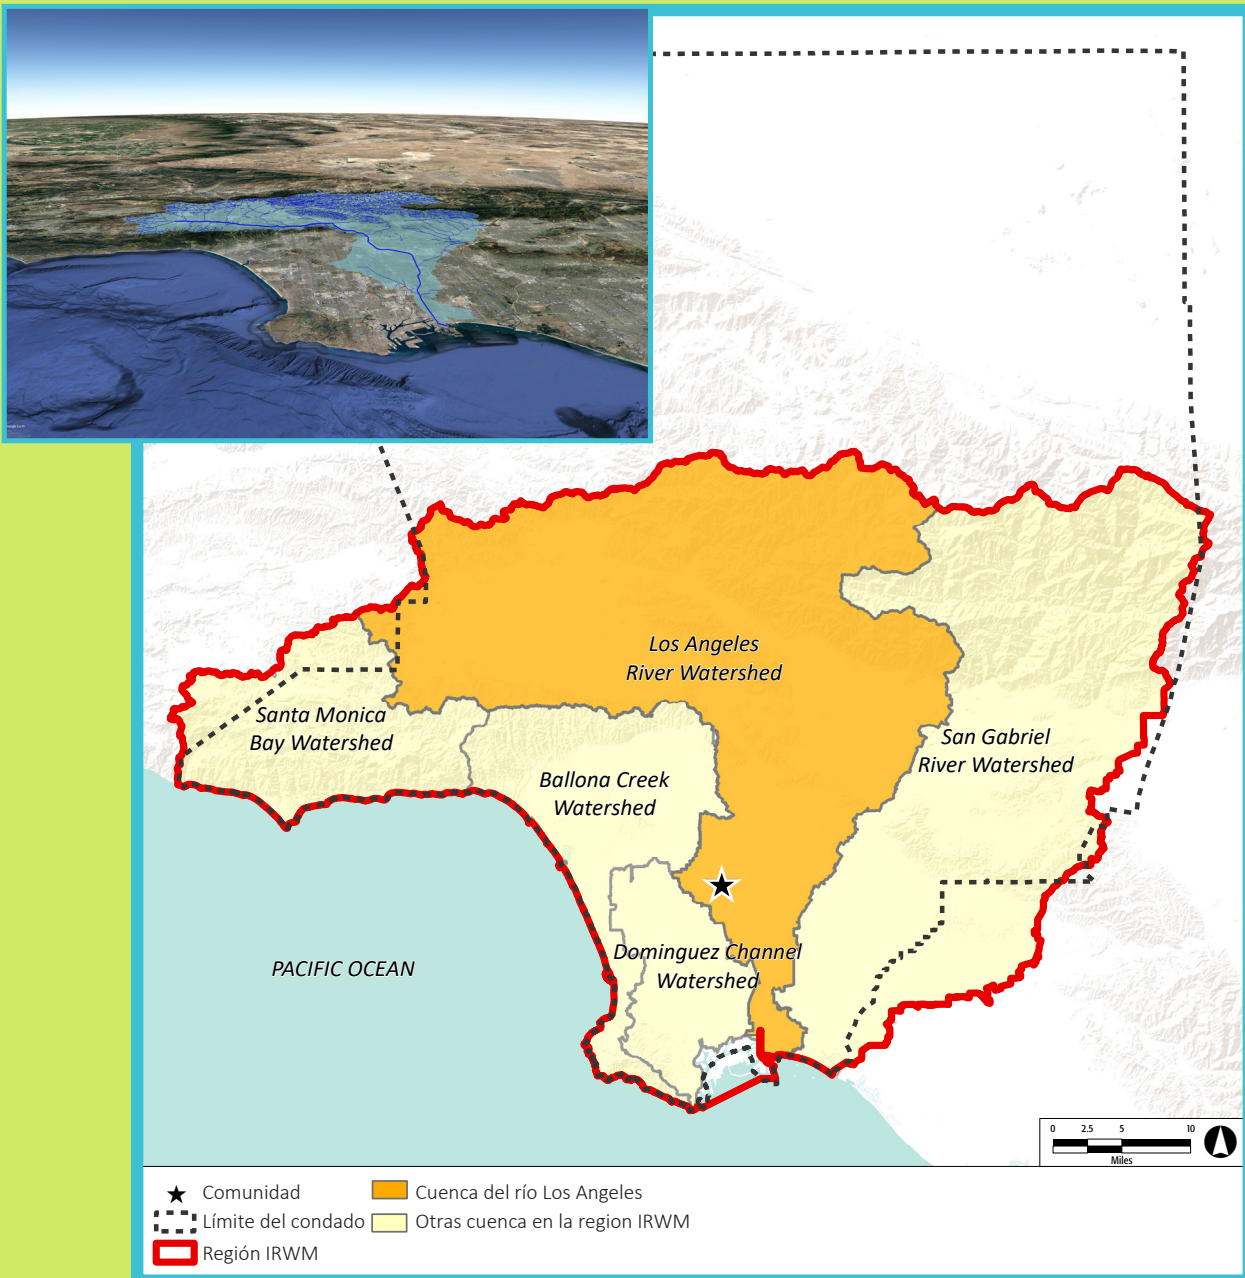 Los Angeles
River Watershed
Santa Monica
Bay Watershed
San Gabriel
River Watershed
Ballona Creek
Watershed
Dominguez Channel
Watershed
PACIFIC OCEAN
0 2.5 5 10
Miles
Comunidad
Cuenca del río Los Angeles
Límite del condado
Otras cuenca en la region IRWM
Región IRWM